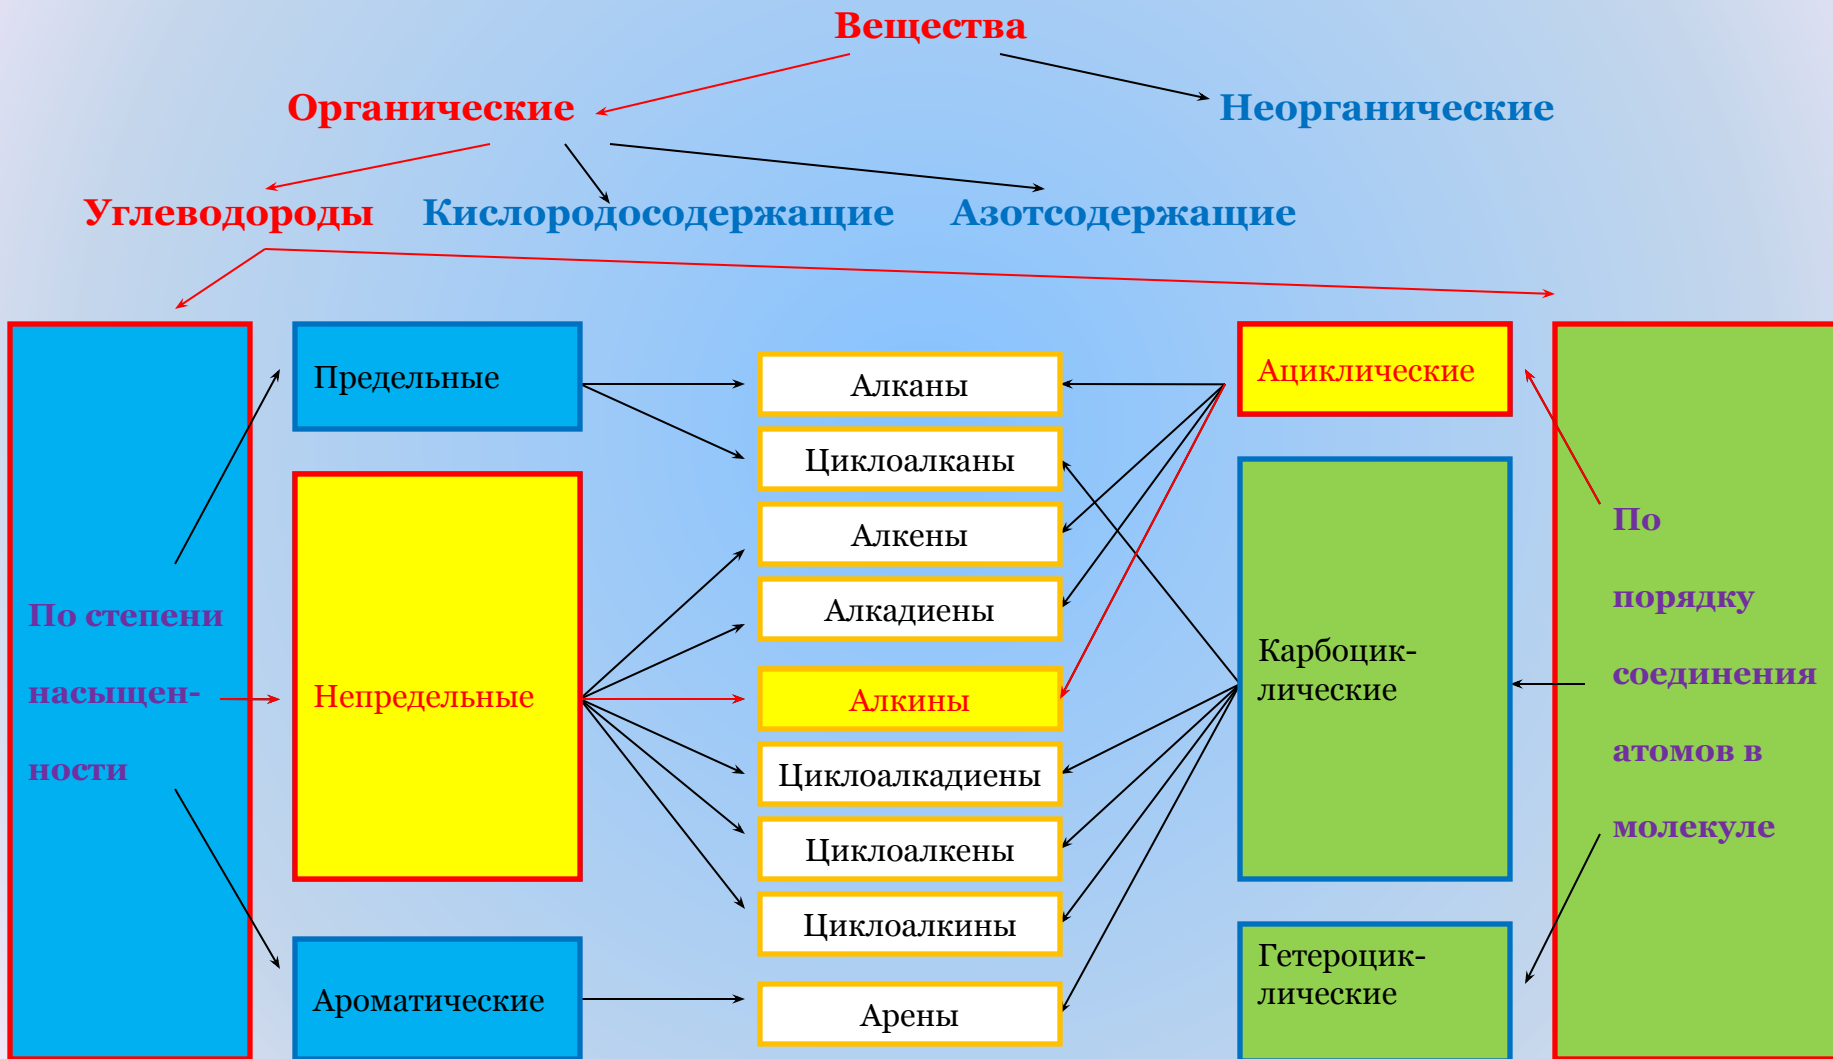 Вещества
Органические
Неорганические
Углеводороды
Кислородосодержащие
Азотсодержащие
По степени
насыщен-
ности
Предельные
Непредельные
Ароматические
Алканы
Циклоалканы
Алкены
Алкадиены
Алкины
Циклоалкадиены
Циклоалкены
Циклоалкины
Арены
Ациклические
Карбоцик-
лические
Гетероцик-
лические
По
порядку
соединения
атомов в
молекуле